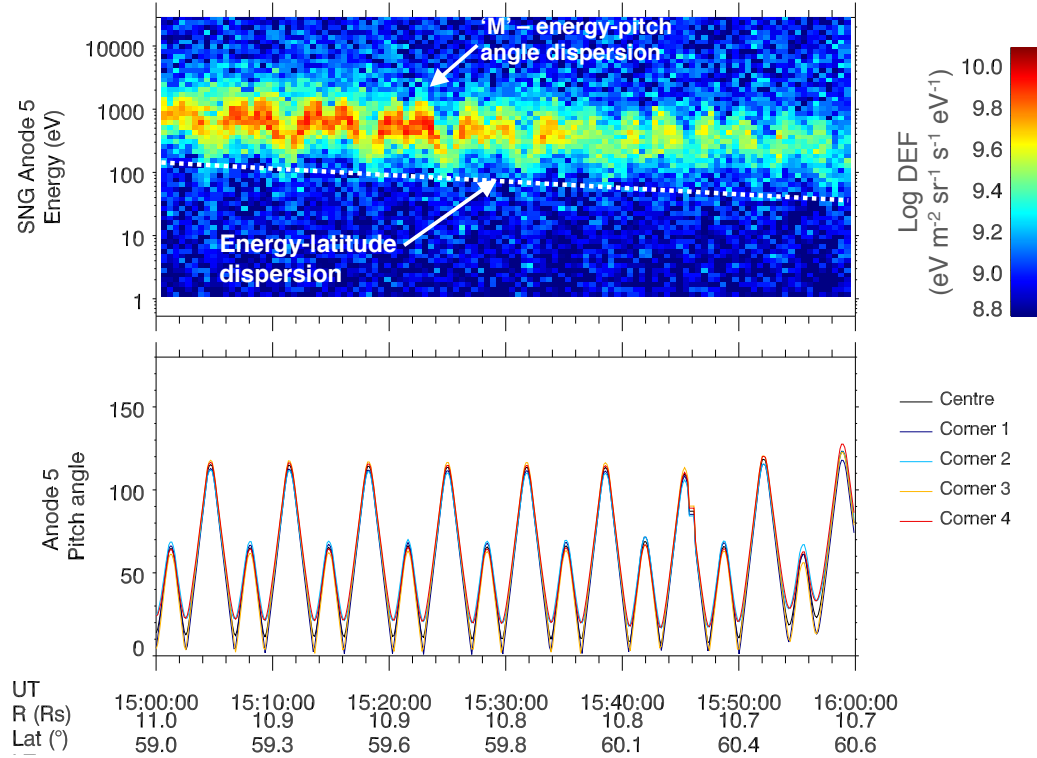 'M' – energy-pitch
angle dispersion
10000
1000
100
10
1
SNG Anode 5
Energy (eV)
Energy-latitude
dispersion
10.0
9.8
9.6
9.4
9.2
9.0
8.8
Log DEF
(eV m-2 sr-1 s-1 eV-1)
150
100
50
0
Anode 5
Pitch angle
Centre
Corner 1
Corner 2
Corner 3
Corner 4
UT 15:00:00 15:10:00 15:20:00 15:30:00 15:40:00 15:50:00 16:00:00
R (Rs) 11.0 10.9 10.9 10.8 10.8 10.7 10.7
Lat (°) 59.0 59.3 59.6 59.8 60.1 60.4 60.6